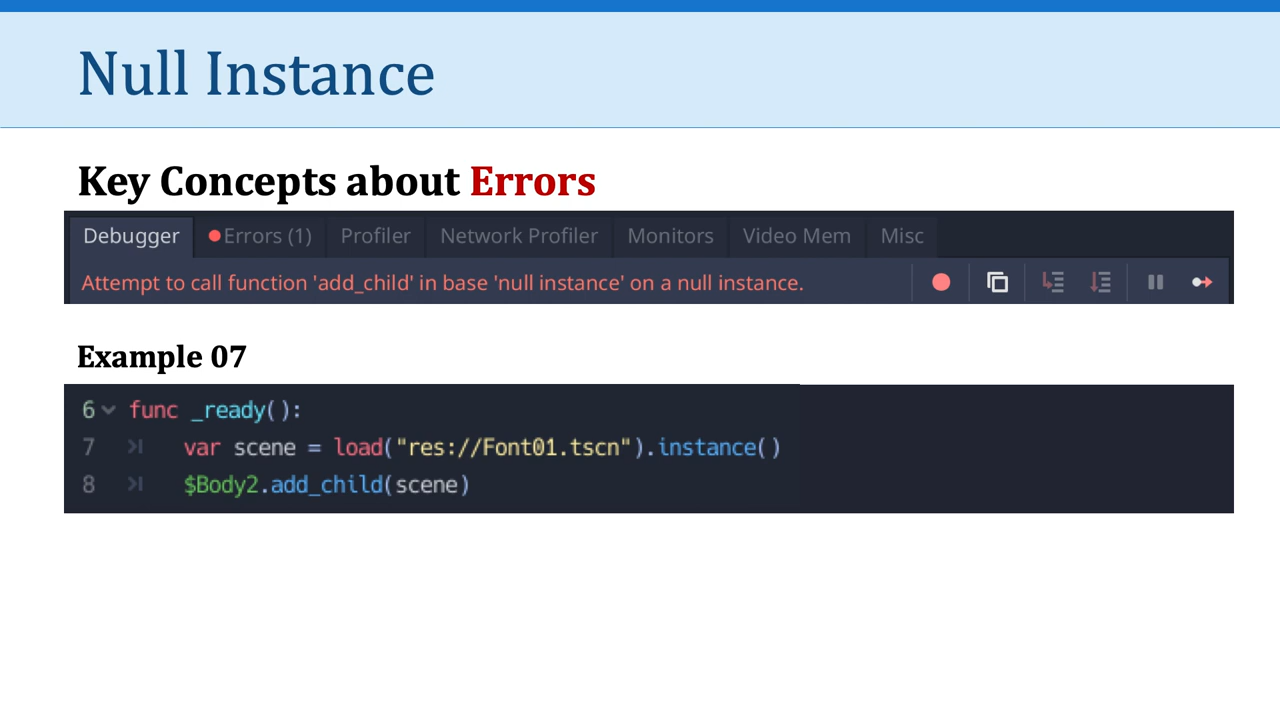 Null Instance
Key Concepts about Errors
Debugger Errors (1) Profiler Network Profiler Monitors Video Mem Misc
Attempt to call function 'add_child' in base 'null instance' on a null instance.
Example 07
6 func _ready():
7 var scene = load("res://Font01.tscn").instance()
8 $Body2.add_child(scene)